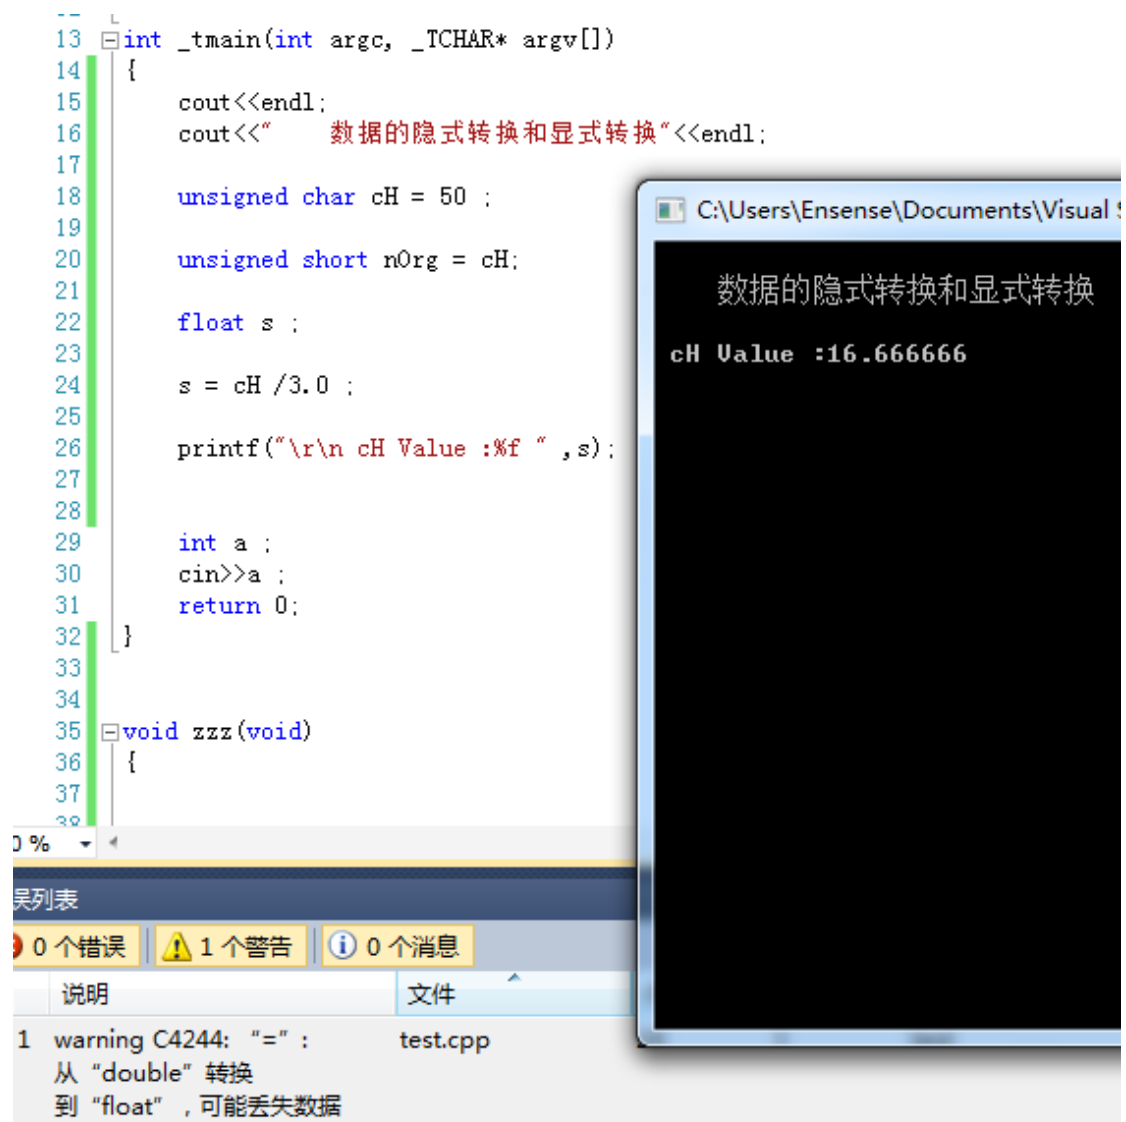 13 int _tmain(int argc, _TCHAR* argv[])
14 {
15 cout<<endl;
16 cout<<"    数据的隐式转换和显式转换"<<endl;
17
18 unsigned char cH = 50 ;
19
20 unsigned short nOrg = cH;
21
22 float s ;
23
24 s = cH /3.0 ;
25
26 printf("\r\n cH Value :%f " ,s);
27
28
29 int a ;
30 cin>>a ;
31 return 0;
32 }
33
34
35 void zzz(void)
36 {
37
C:\Users\Ensense\Documents\Visual
数据的隐式转换和显式转换
cH Value :16.666666
0 %
误列表
0 个错误 1 个警告 0 个消息
说明 文件
1 warning C4244: “=”: test.cpp
从“double”转换
到“float”，可能丢失数据